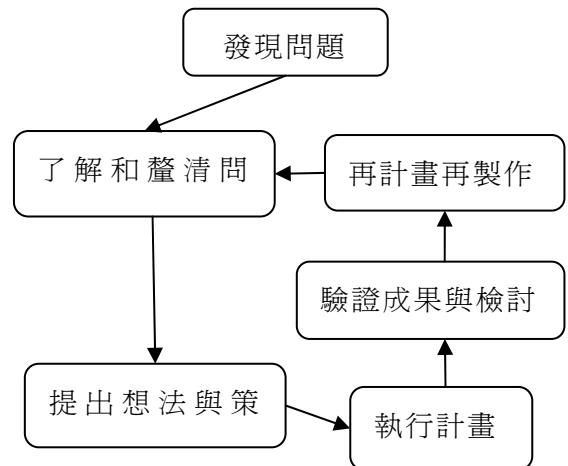 發現問題
了解和釐清問
再計畫再製作
驗證成果與檢討
提出想法與策
執行計畫